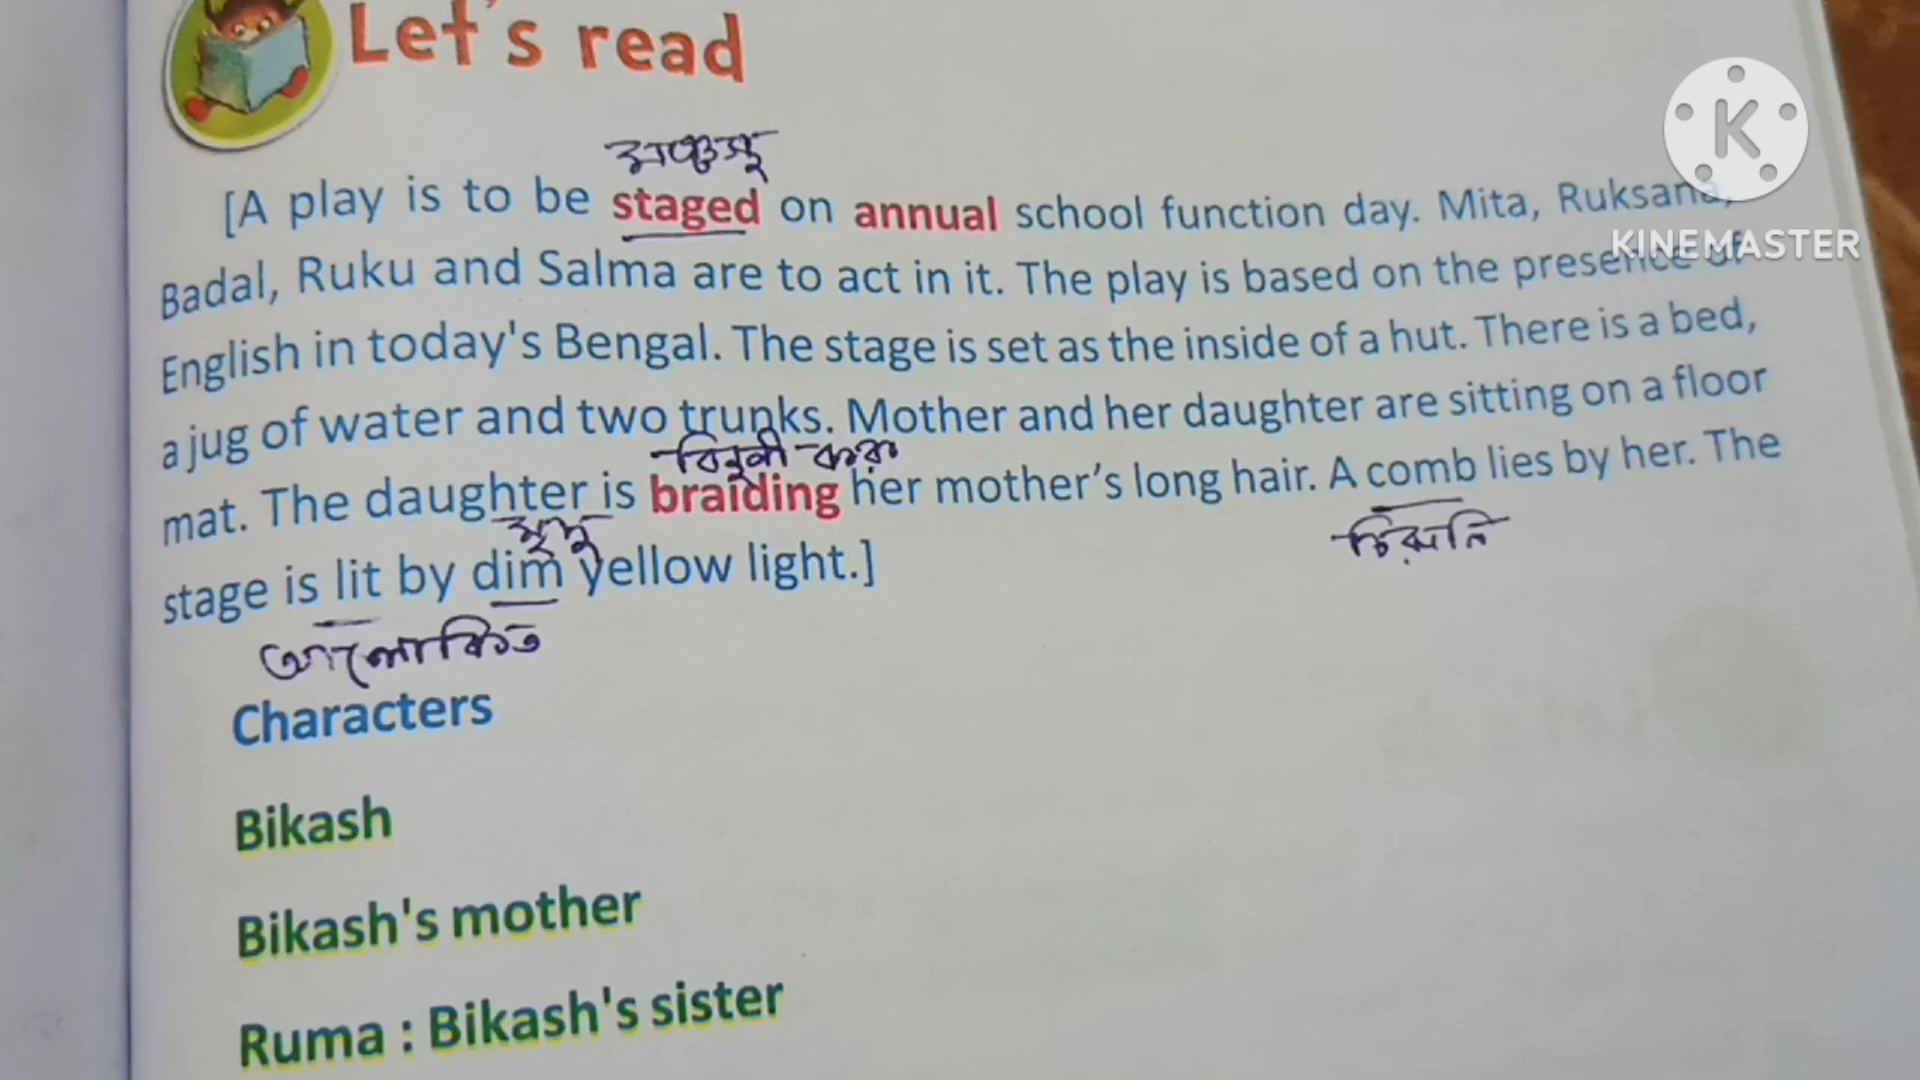 Let's read
মঞ্চস্থ
[A play is to be staged on annual school function day. Mita, Ruksana,
Badal, Ruku and Salma are to act in it. The play is based on the presence of
English in today's Bengal. The stage is set as the inside of a hut. There is a bed,
a jug of water and two trunks. Mother and her daughter are sitting on a floor
বিনুনী করা
mat. The daughter is braiding her mother's long hair. A comb lies by her. The
মৃদু চিরুনি
stage is lit by dim yellow light.]
আলোকিত
Characters
Bikash
Bikash's mother
Ruma : Bikash's sister
K
KINEMASTER